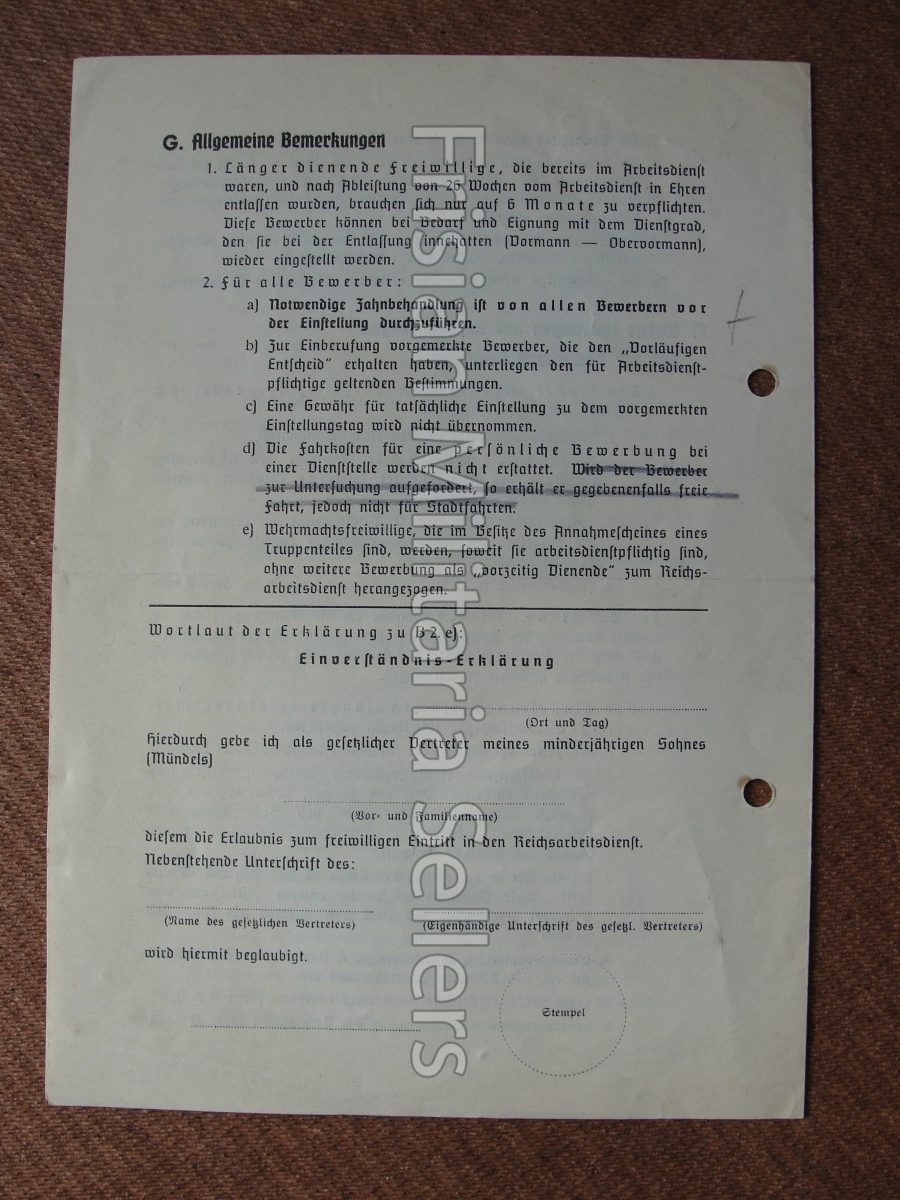 G. Allgemeine Bemerkungen
1. Länger dienende Freiwillige, die bereits im Arbeitsdienst
waren, und nach Ableistung von 26 Wochen vom Arbeitsdienst in Ehren
entlassen wurden, brauchen sich nur auf 6 Monate zu verpflichten.
Diese Bewerber können bei Bedarf und Eignung mit dem Dienstgrad,
den sie bei der Entlassung innehatten (Vormann — Obervormann),
wieder eingestellt werden.
2. Für alle Bewerber:
a) Notwendige Zahnbehandlung ist von allen Bewerbern vor
der Einstellung durchzuführen.
b) Zur Einberufung vorgemerkte Bewerber, die den „Vorläufigen
Entscheid" erhalten haben, unterliegen den für Arbeitsdienst-
pflichtige geltenden Bestimmungen.
c) Eine Gewähr für tatsächliche Einstellung zu dem vorgemerkten
Einstellungstag wird nicht übernommen.
d) Die Fahrkosten für eine persönliche Bewerbung bei
einer Dienststelle werden nicht erstattet. Wird der Bewerber
zur Untersuchung aufgefordert, so erhält er gegebenenfalls freie
Fahrt, jedoch nicht für Stadtfahrten.
e) Wehrmachtsfreiwillige, die im Besitze des Annahmescheines eines
Truppenteiles sind, werden, soweit sie arbeitsdienstpflichtig sind,
ohne weitere Bewerbung als „vorzeitig Dienende" zum Reichs-
arbeitsdienst herangezogen.
Wortlaut der Erklärung zu B 2. e):
Einverständnis-Erklärung
(Ort und Tag)
Hierdurch gebe ich als gesetzlicher Vertreter meines minderjährigen Sohnes
(Mündels)
(Vor- und Familienname)
diesem die Erlaubnis zum freiwilligen Eintritt in den Reichsarbeitsdienst.
Nebenstehende Unterschrift des:
(Name des gesetzlichen Vertreters) (Eigenhändige Unterschrift des gesetzl. Vertreters)
wird hiermit beglaubigt.
Stempel
Frisian Militaria Sellers